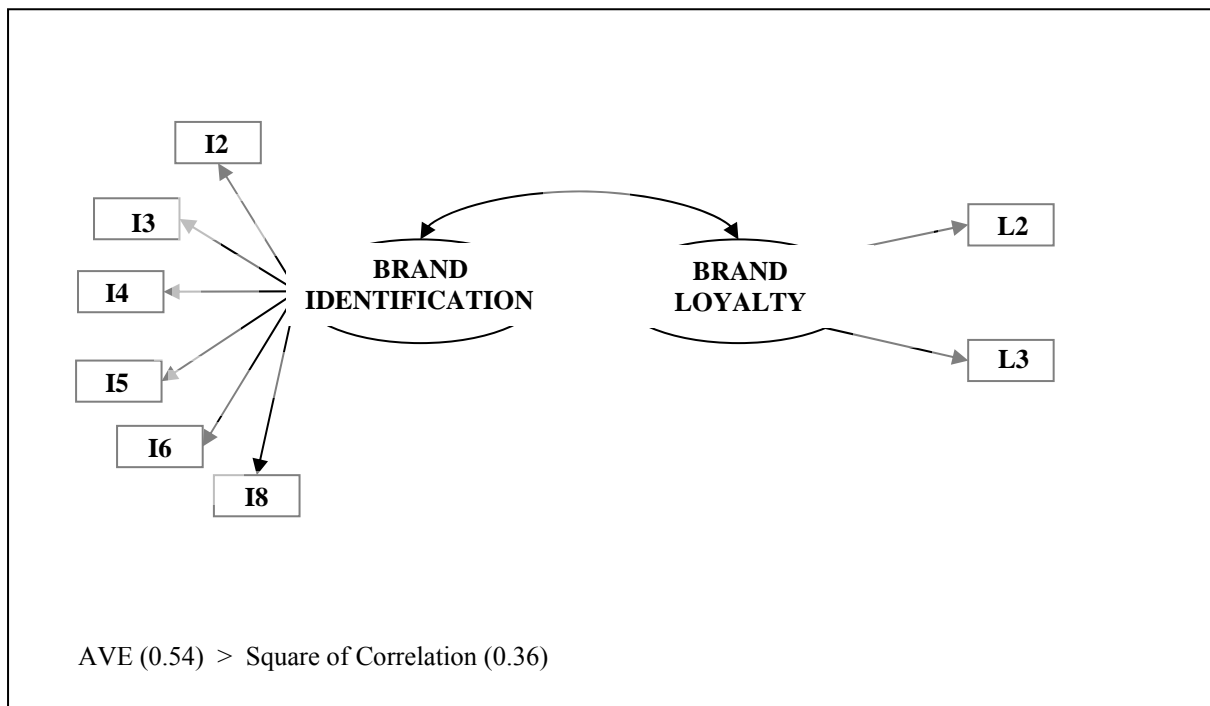 I2
I3
I4
I5
I6
I8
BRAND
IDENTIFICATION
BRAND
LOYALTY
L2
L3
AVE (0.54) > Square of Correlation (0.36)